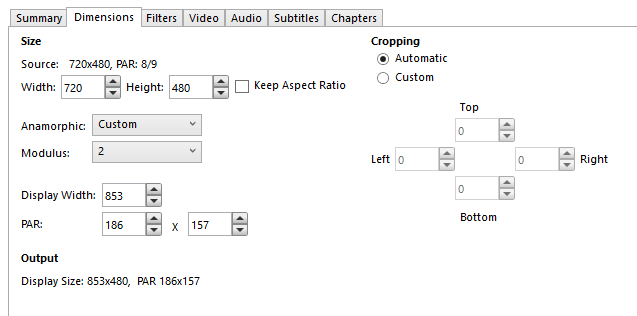 Summary Dimensions Filters Video Audio Subtitles Chapters
Size
Source: 720x480, PAR: 8/9
Width: 720 Height: 480 Keep Aspect Ratio
Anamorphic: Custom
Modulus: 2
Display Width: 853
PAR: 186 X 157
Output
Display Size: 853x480, PAR 186x157
Cropping
Automatic
Custom
Top
0
Left 0 0 Right
0
Bottom